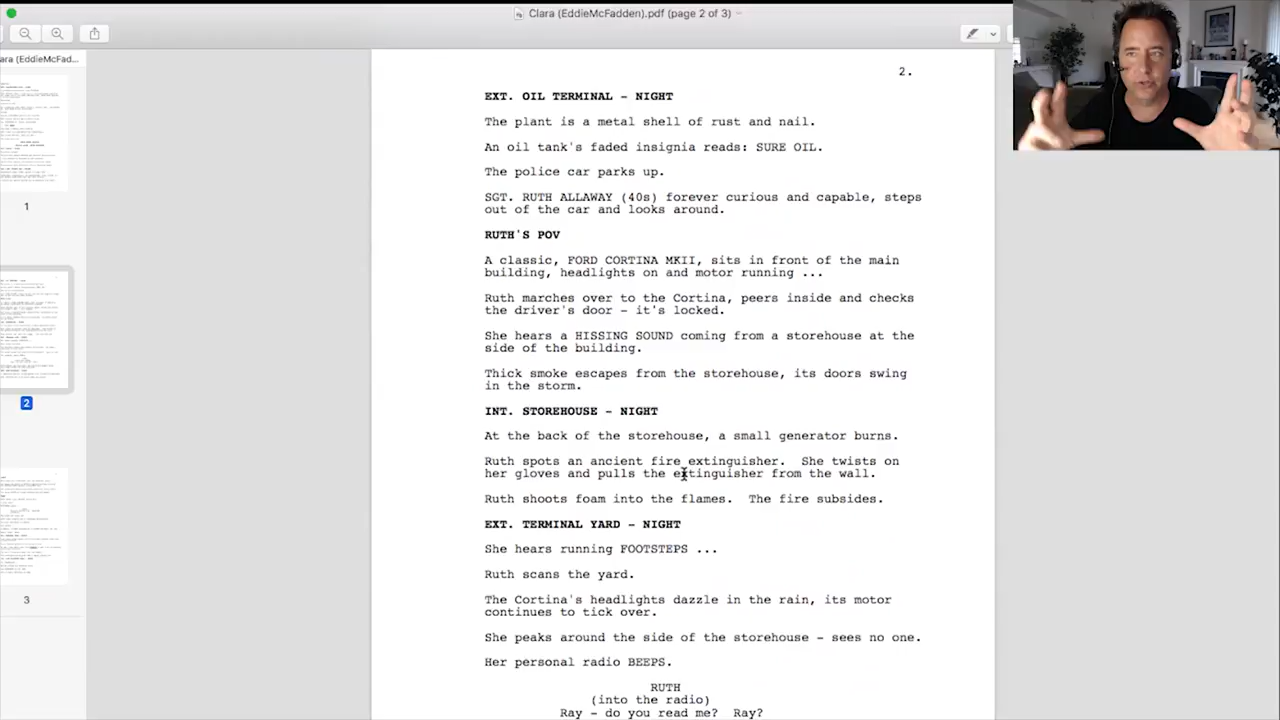 Clara (EddieMcFadden).pdf (page 2 of 3)
ara (EddieMcFad...
1
2
3
2.
EXT. OIL TERMINAL - NIGHT
The plant is a metal shell of rust and nail.
An oil tank's faded insignia reads: SURE OIL.
The police car parks up.
SGT. RUTH ALLAWAY (40s) forever curious and capable, steps
out of the car and looks around.
RUTH'S POV
A classic, FORD CORTINA MKII, sits in front of the main
building, headlights on and motor running ...
Ruth marches over to the Cortina, peers inside and checks
the driver's door - it's locked.
She hears a HISSING SOUND coming from a storehouse at the
side of the building.
Thick smoke escapes from the storehouse, its doors swing
in the storm.
INT. STOREHOUSE - NIGHT
At the back of the storehouse, a small generator burns.
Ruth spots an ancient fire extinguisher. She twists on
her gloves and pulls the extinguisher from the wall.
Ruth shoots foam into the flames. The fire subsides.
EXT. TERMINAL YARD - NIGHT
She hears running FOOTSTEPS ...
Ruth scans the yard.
The Cortina's headlights dazzle in the rain, its motor
continues to tick over.
She peaks around the side of the storehouse - sees no one.
Her personal radio BEEPS.
RUTH
(into the radio)
Ray - do you read me? Ray?